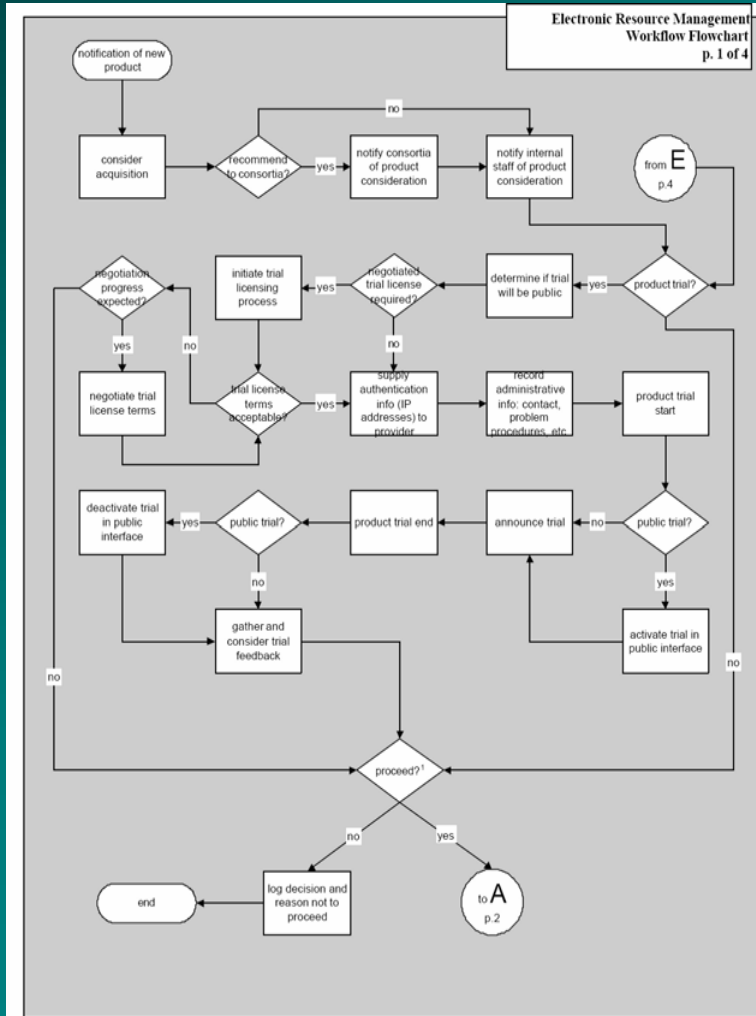 Electronic Resource Management
Workflow Flowchart
p. 1 of 4
notification of new
product
no
consider
acquisition
recommend
to consortia?
yes
notify consortia
of product
consideration
notify internal
staff of product
consideration
from E
p.4
negotiation
progress
expected?
initiate trial
licensing
process
yes
negotiated
trial license
required?
determine if trial
will be public
yes
product trial?
yes
no
no
negotiate trial
license terms
trial license
terms
acceptable?
yes
supply
authentication
info (IP
addresses) to
provider
record
administrative
info: contact,
problem
procedures, etc
product trial
start
deactivate trial
in public
interface
yes
public trial?
product trial end
announce trial
no
public trial?
no
yes
gather and
consider trial
feedback
activate trial in
public interface
no
no
proceed?¹
no
yes
end
log decision and
reason not to
proceed
to A
p.2